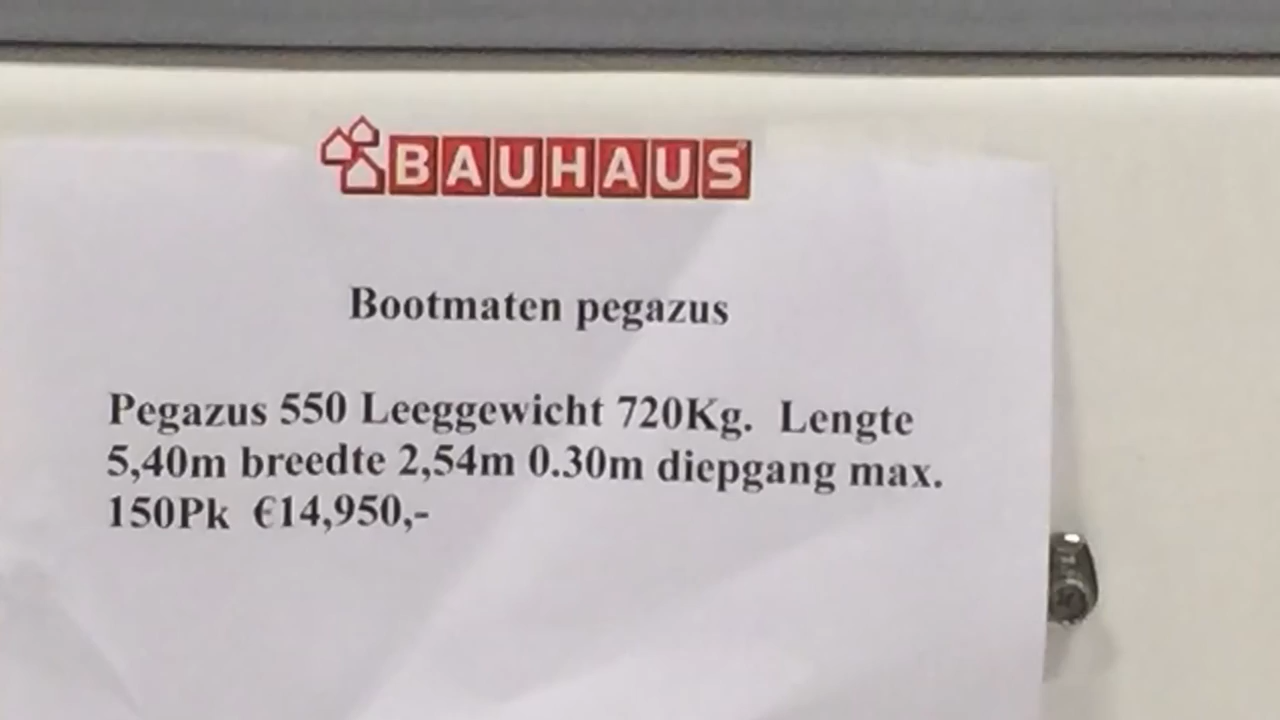 BAUHAUS
Bootmaten pegazus
Pegazus 550 Leeggewicht 720Kg. Lengte
5,40m breedte 2,54m 0.30m diepgang max.
150Pk €14,950,-